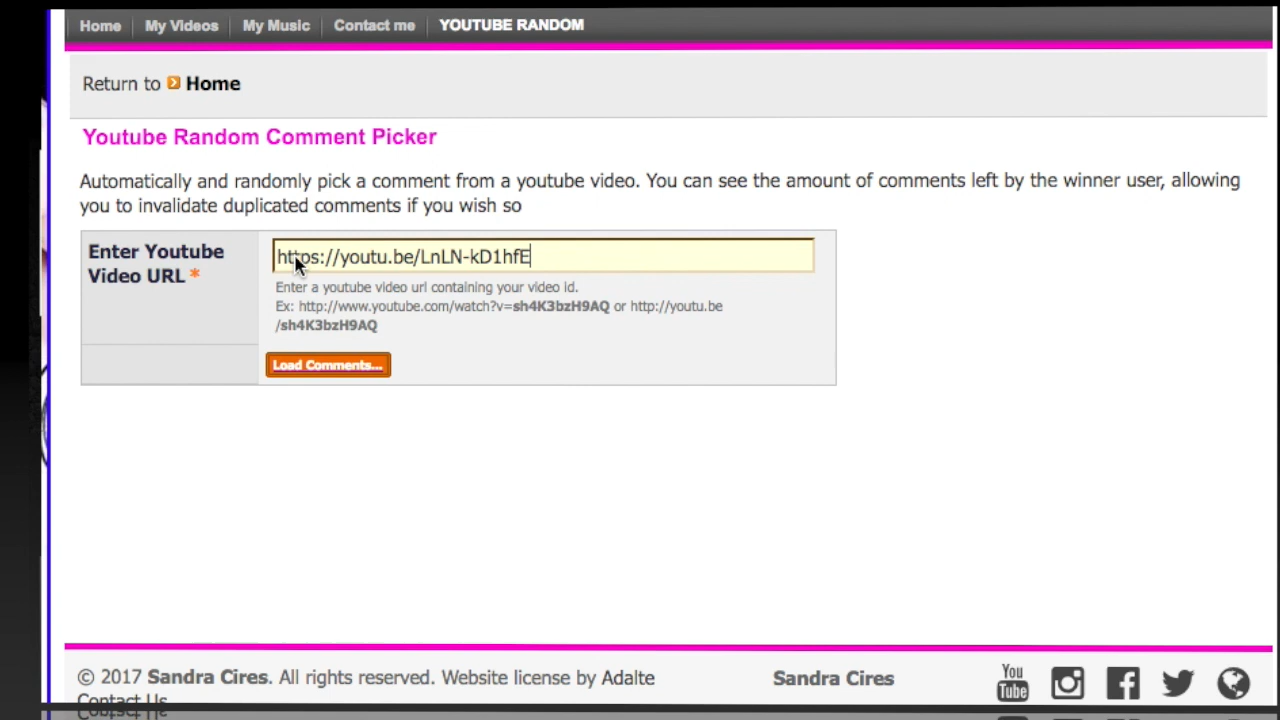 Home My Videos My Music Contact me YOUTUBE RANDOM
Return to Home
Youtube Random Comment Picker
Automatically and randomly pick a comment from a youtube video. You can see the amount of comments left by the winner user, allowing
you to invalidate duplicated comments if you wish so
Enter Youtube
Video URL *
https://youtu.be/LnLN-kD1hfE
Enter a youtube video url containing your video id.
Ex: http://www.youtube.com/watch?v=sh4K3bzH9AQ or http://youtu.be
/sh4K3bzH9AQ
Load Comments...
© 2017 Sandra Cires. All rights reserved. Website license by Adalte
Contact Us
Sandra Cires
You
Tube